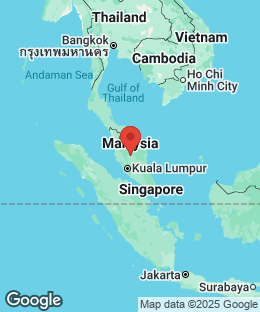 Thailand
Bangkok
กรุงเทพมหานคร
Vietnam
Andaman Sea
Cambodia
Gulf of
Thailand
Ho Chi
Minh City
Malaysia
Kuala Lumpur
Singapore
Jakarta
Surabaya
Google
Map data ©2025 Google